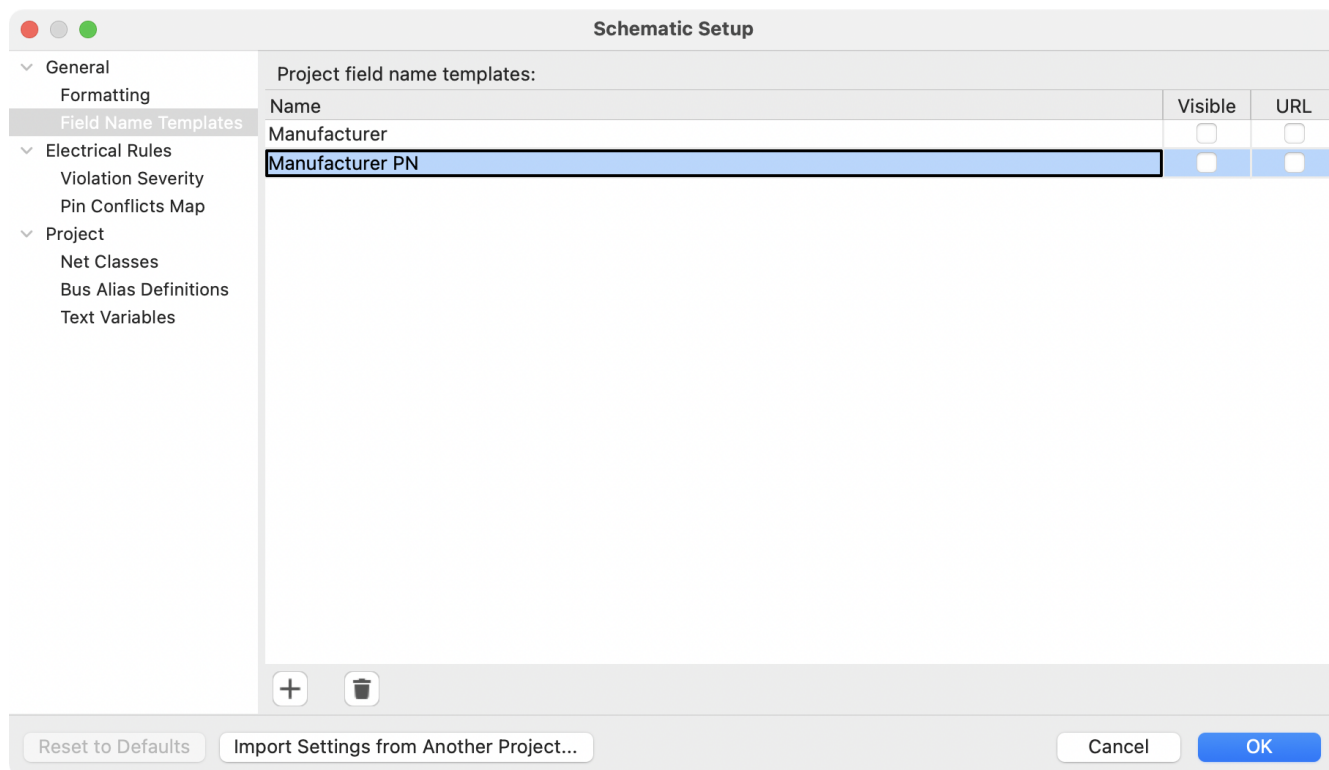 Schematic Setup
General
Formatting
Field Name Templates
Electrical Rules
Violation Severity
Pin Conflicts Map
Project
Net Classes
Bus Alias Definitions
Text Variables
Project field name templates:
Name Visible URL
Manufacturer
Manufacturer PN
Reset to Defaults Import Settings from Another Project... Cancel OK